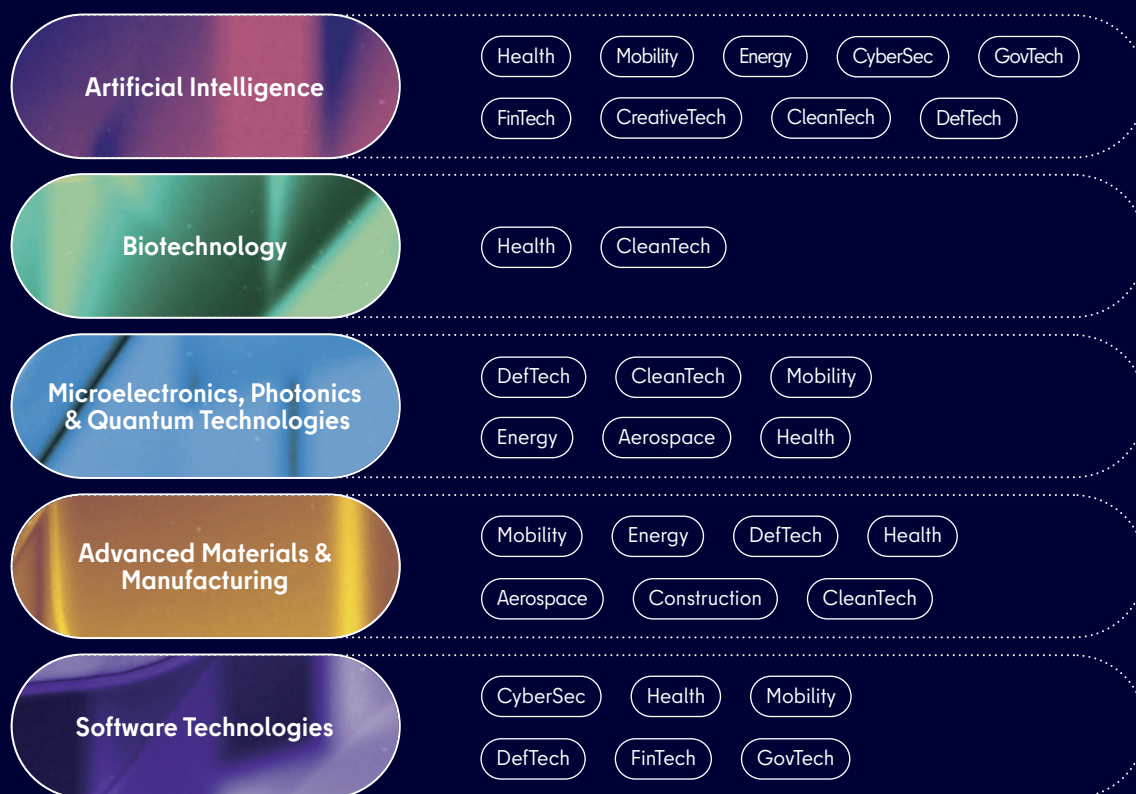 Artificial Intelligence
Health Mobility Energy CyberSec GovTech
FinTech CreativeTech CleanTech DefTech
Biotechnology
Health CleanTech
Microelectronics, Photonics
& Quantum Technologies
DefTech CleanTech Mobility
Energy Aerospace Health
Advanced Materials &
Manufacturing
Mobility Energy DefTech Health
Aerospace Construction CleanTech
Software Technologies
CyberSec Health Mobility
DefTech FinTech GovTech